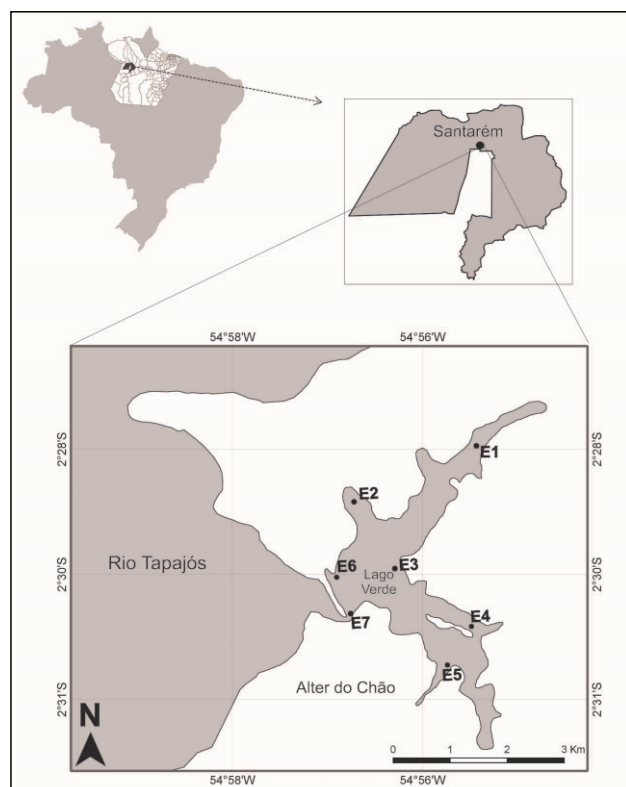 Santarém
54°58'W
54°56'W
2°28'S
2°28'S
E1
E2
Rio Tapajós
2°30'S
E6
E3
Lago
Verde
2°30'S
E7
E4
E5
Alter do Chão
2°31'S
2°31'S
N
0 1 2 3 Km
54°58'W
54°56'W